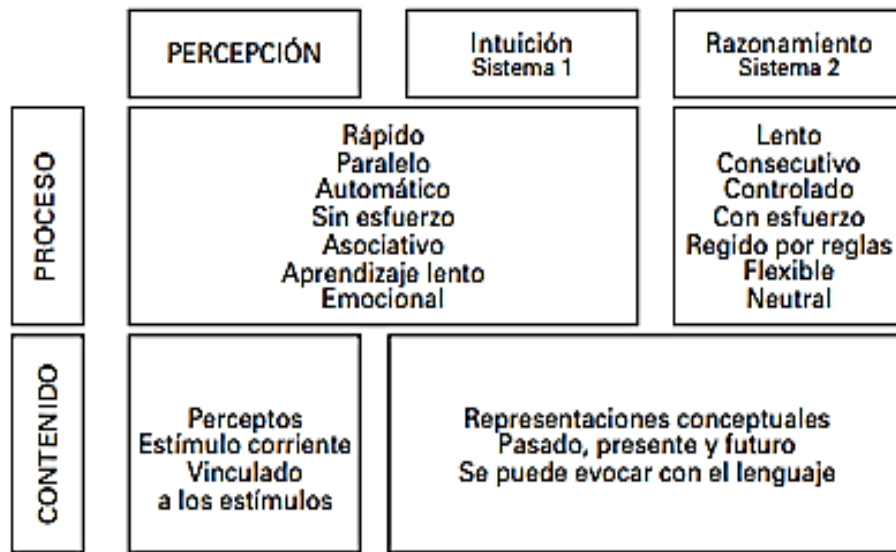 PERCEPCIÓN
Intuición
Sistema 1
Razonamiento
Sistema 2
PROCESO
Rápido
Paralelo
Automático
Sin esfuerzo
Asociativo
Aprendizaje lento
Emocional
Lento
Consecutivo
Controlado
Con esfuerzo
Regido por reglas
Flexible
Neutral
CONTENIDO
Perceptos
Estímulo corriente
Vinculado
a los estímulos
Representaciones conceptuales
Pasado, presente y futuro
Se puede evocar con el lenguaje